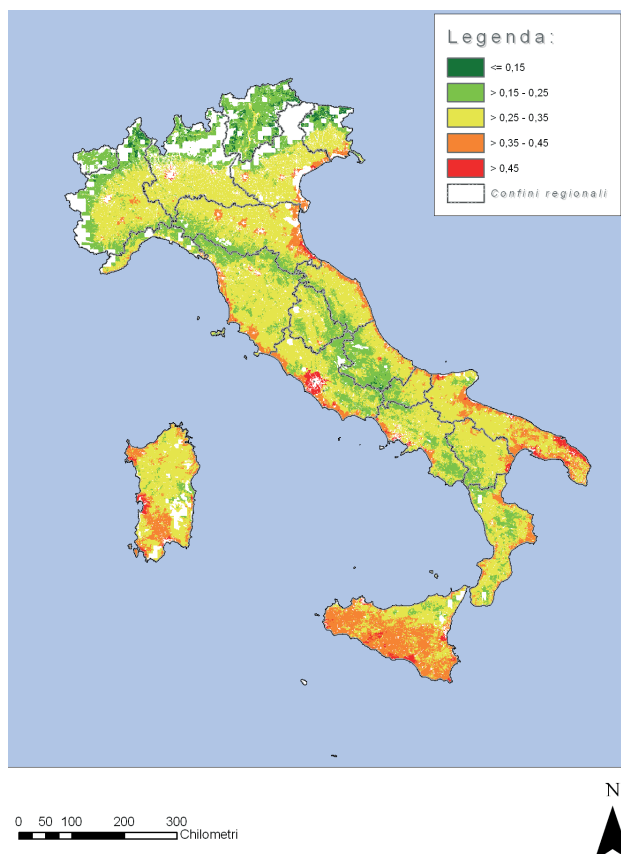 Legenda:
<= 0,15
> 0,15 - 0,25
> 0,25 - 0,35
> 0,35 - 0,45
> 0,45
Confini regionali
N
0 50 100 200 300
Chilometri